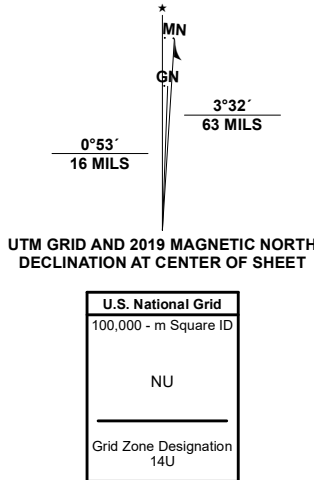 MN
GN
3°32´
63 MILS
0°53´
16 MILS
UTM GRID AND 2019 MAGNETIC NORTH
DECLINATION AT CENTER OF SHEET
U.S. National Grid
100,000 - m Square ID
NU
Grid Zone Designation
14U